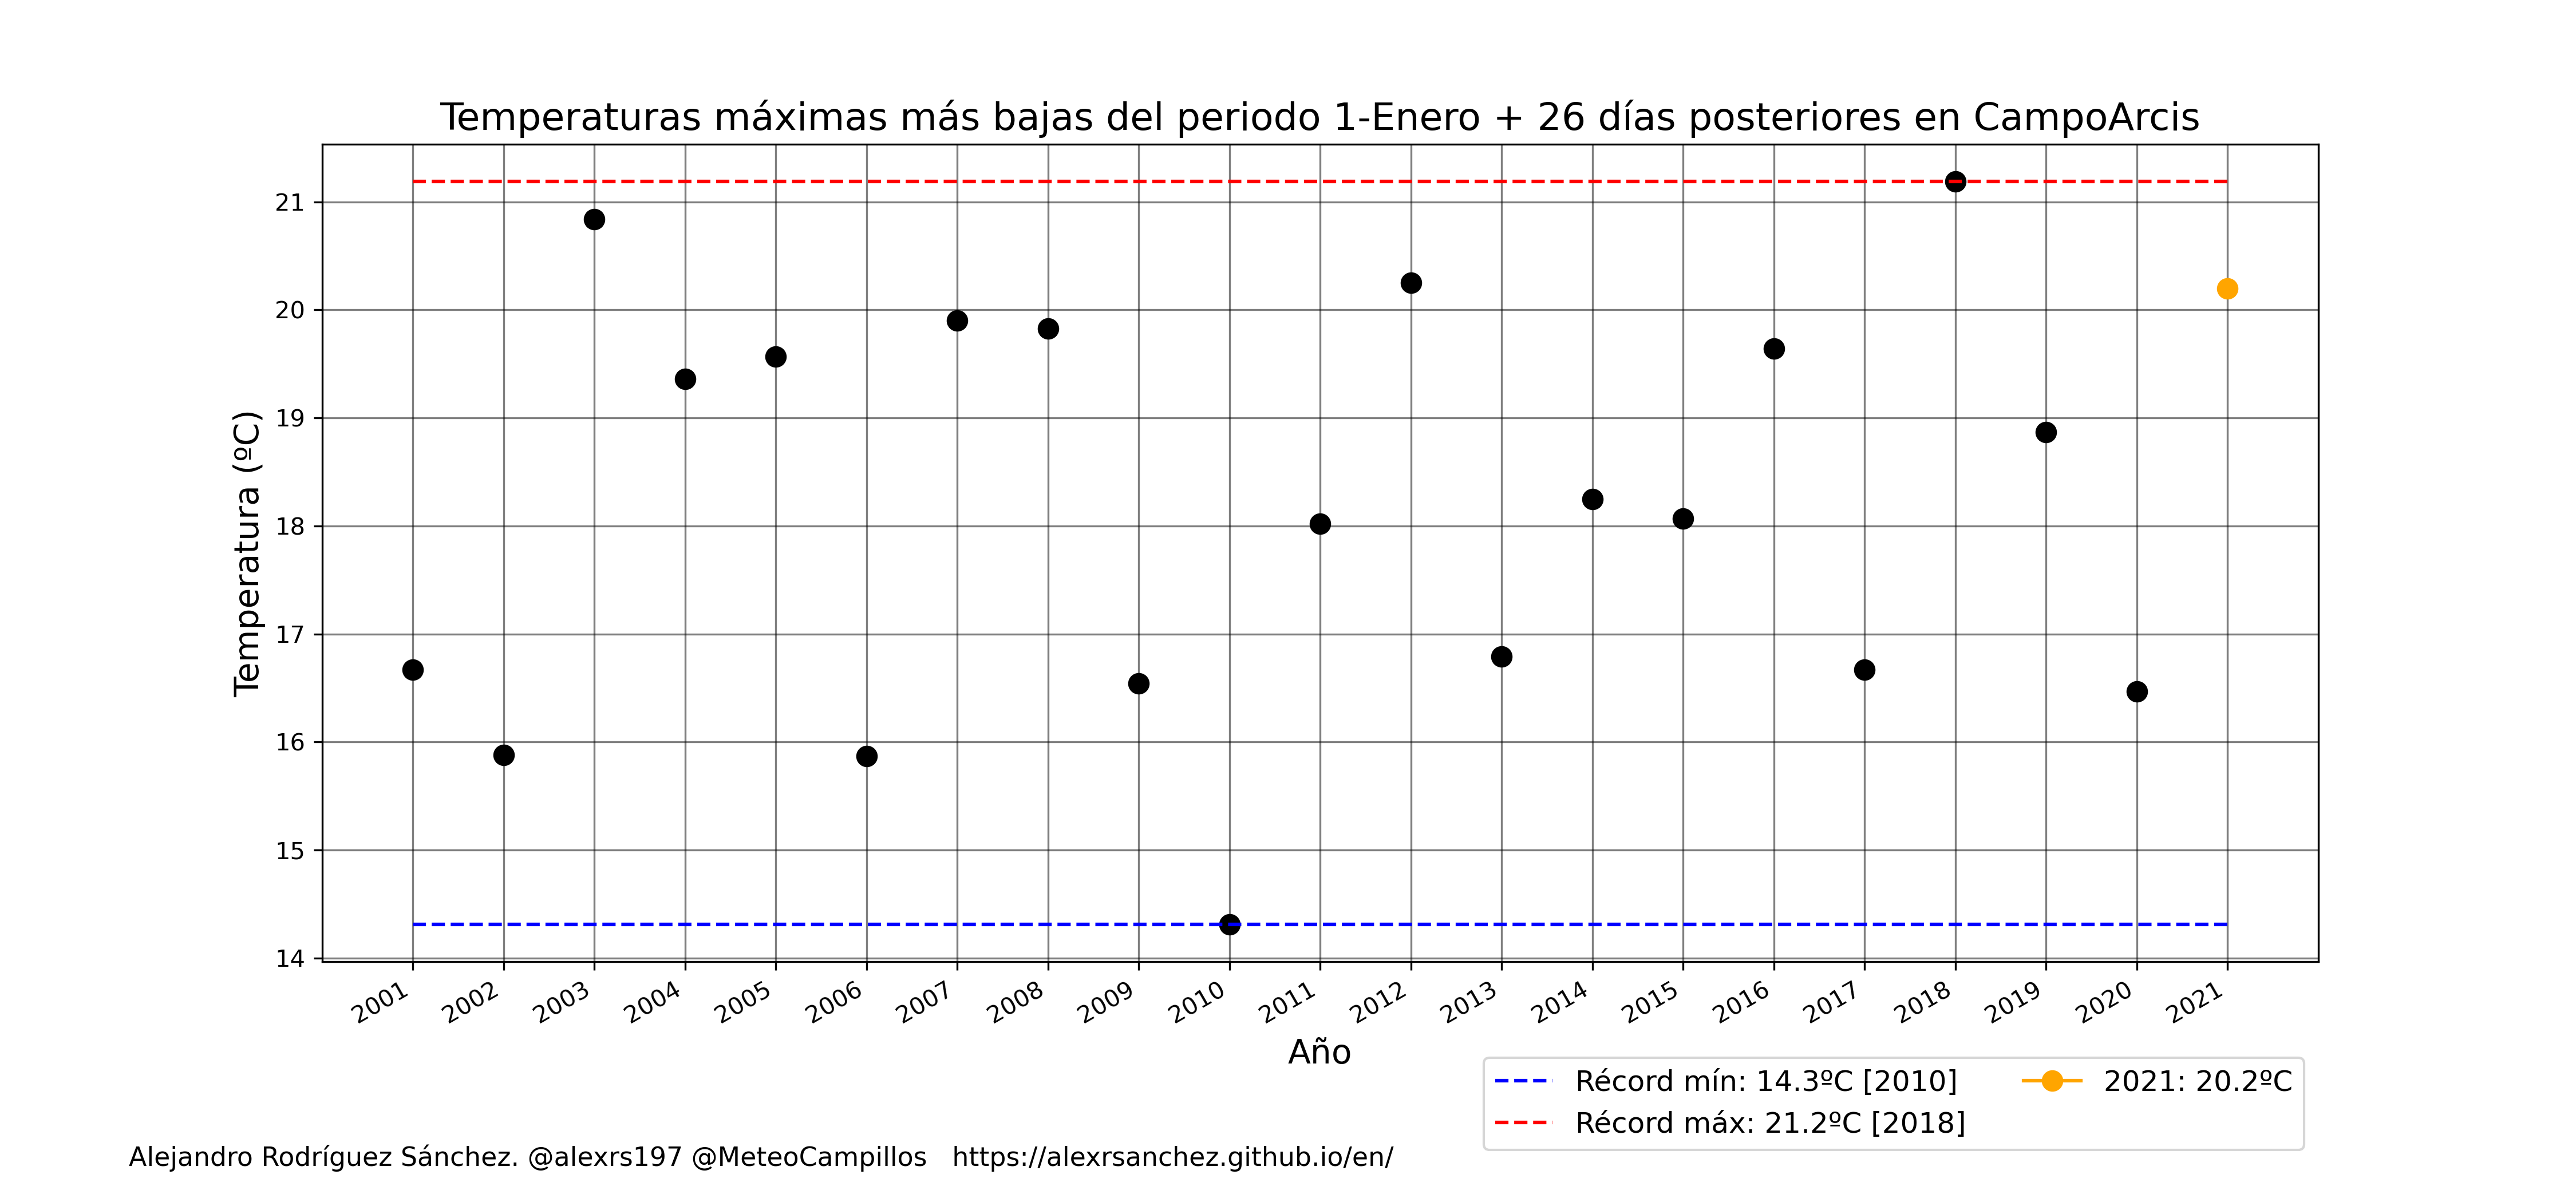 Temperaturas máximas más bajas del periodo 1-Enero + 26 días posteriores en CampoArcis
Temperatura (ºC)
21
20
19
18
17
16
15
14
2001 2002 2003 2004 2005 2006 2007 2008 2009 2010 2011 2012 2013 2014 2015 2016 2017 2018 2019 2020 2021
Año
Récord mín: 14.3ºC [2010]
Récord máx: 21.2ºC [2018]
2021: 20.2ºC
Alejandro Rodríguez Sánchez. @alexrs197 @MeteoCampillos https://alexrsanchez.github.io/en/